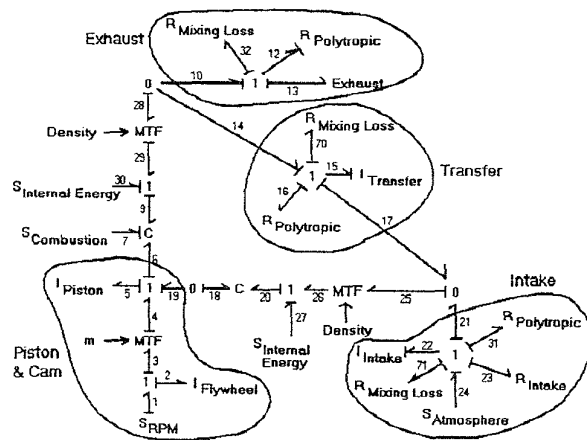 Exhaust
R Mixing Loss
R Polytropic
32
12
10
1
13
Exhaust
0
28
14
Density
MTF
29
R Mixing Loss
70
15
1
I Transfer
Transfer
16
R Polytropic
17
S Internal Energy
30
1
9
S Combustion
7
C
6
I Piston
5
1
19
0
18
C
20
1
26
MTF
25
0
Intake
27
S Internal Energy
Density
21
R Polytropic
31
4
m
MTF
3
Piston
& Cam
1
2
I Flywheel
1
S RPM
I Intake
22
1
71
23
R Mixing Loss
R Intake
24
S Atmosphere